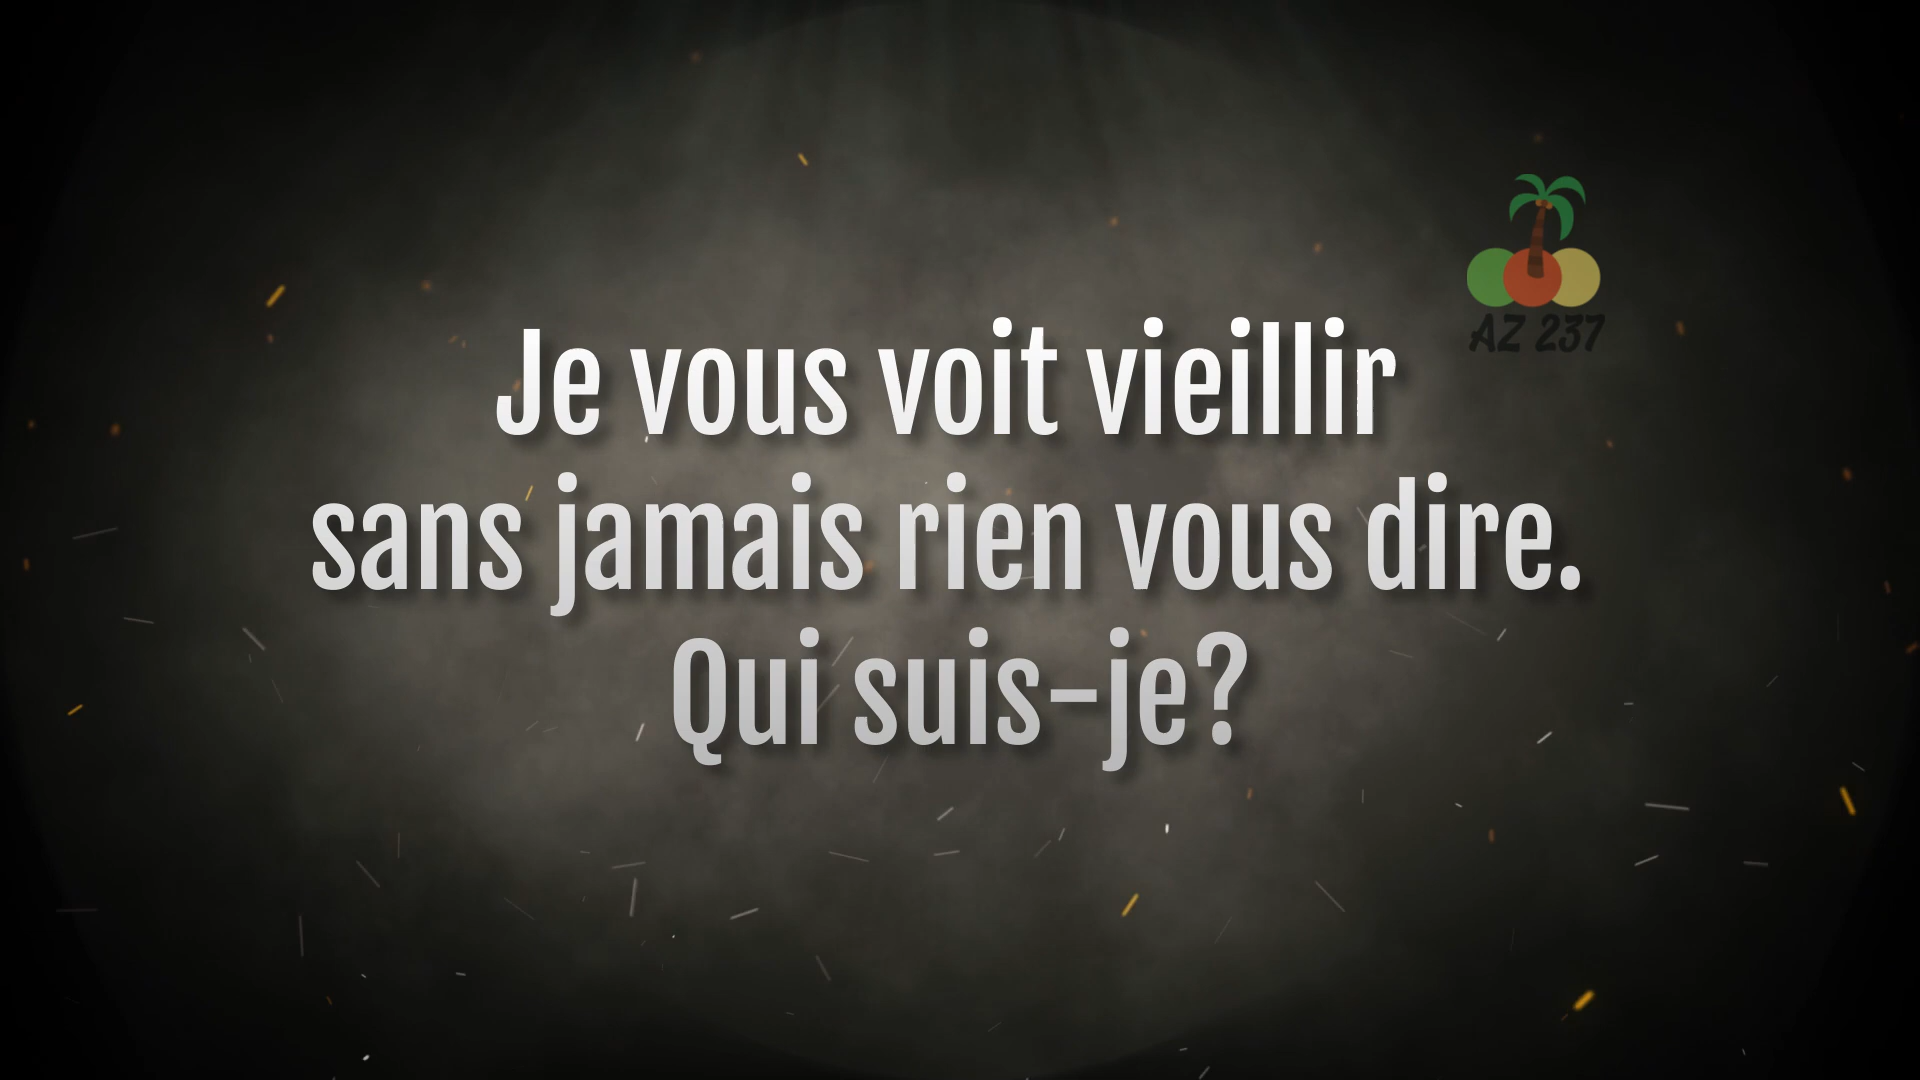 AZ 237
Je vous voit vieillir
sans jamais rien vous dire.
Qui suis-je?